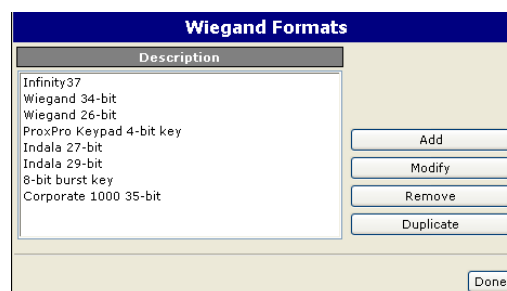 Wiegand Formats
Description
Infinity37
Wiegand 34-bit
Wiegand 26-bit
ProxPro Keypad 4-bit key
Indala 27-bit
Indala 29-bit
8-bit burst key
Corporate 1000 35-bit
Add
Modify
Remove
Duplicate
Done